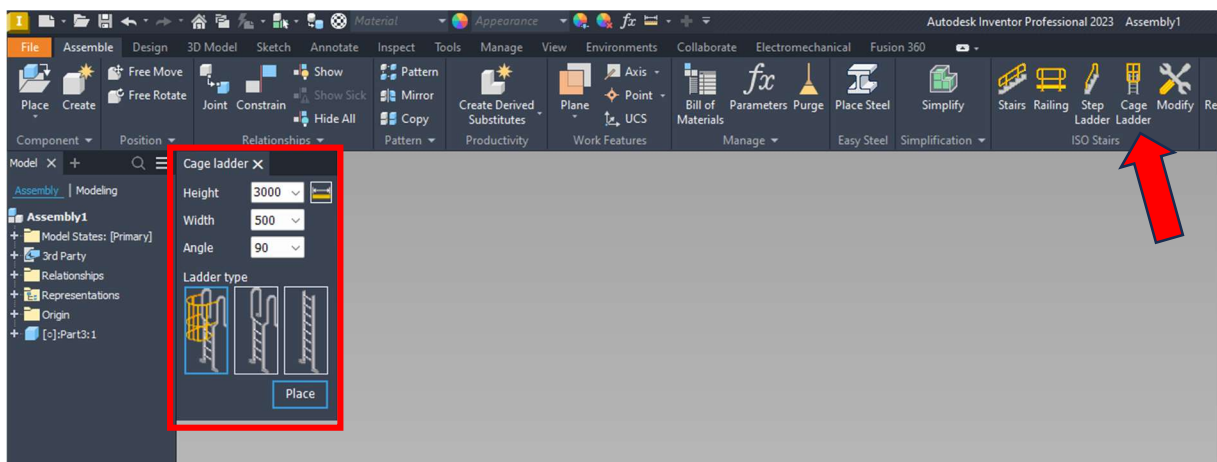 Material
Appearance
fx
Autodesk Inventor Professional 2023 Assembly1
File Assemble Design 3D Model Sketch Annotate Inspect Tools Manage View Environments Collaborate Electromechanical Fusion 360
Free Move
Free Rotate
Place Create
Component
Position
Joint Constrain
Show
Show Sick
Hide All
Relationships
Pattern
Mirror
Copy
Pattern
Create Derived
Substitutes
Productivity
Plane
Axis
Point
UCS
Work Features
Bill of
Materials
fx
Parameters Purge
Manage
Place Steel
Easy Steel
Simplify
Simplification
Stairs Railing Step
Ladder
Cage
Ladder
Modify Re
ISO Stairs
Model
Assembly | Modeling
Assembly1
Model States: [Primary]
3rd Party
Relationships
Representations
Origin
[○]:Part3:1
Cage ladder
Height 3000
Width 500
Angle 90
Ladder type
Place